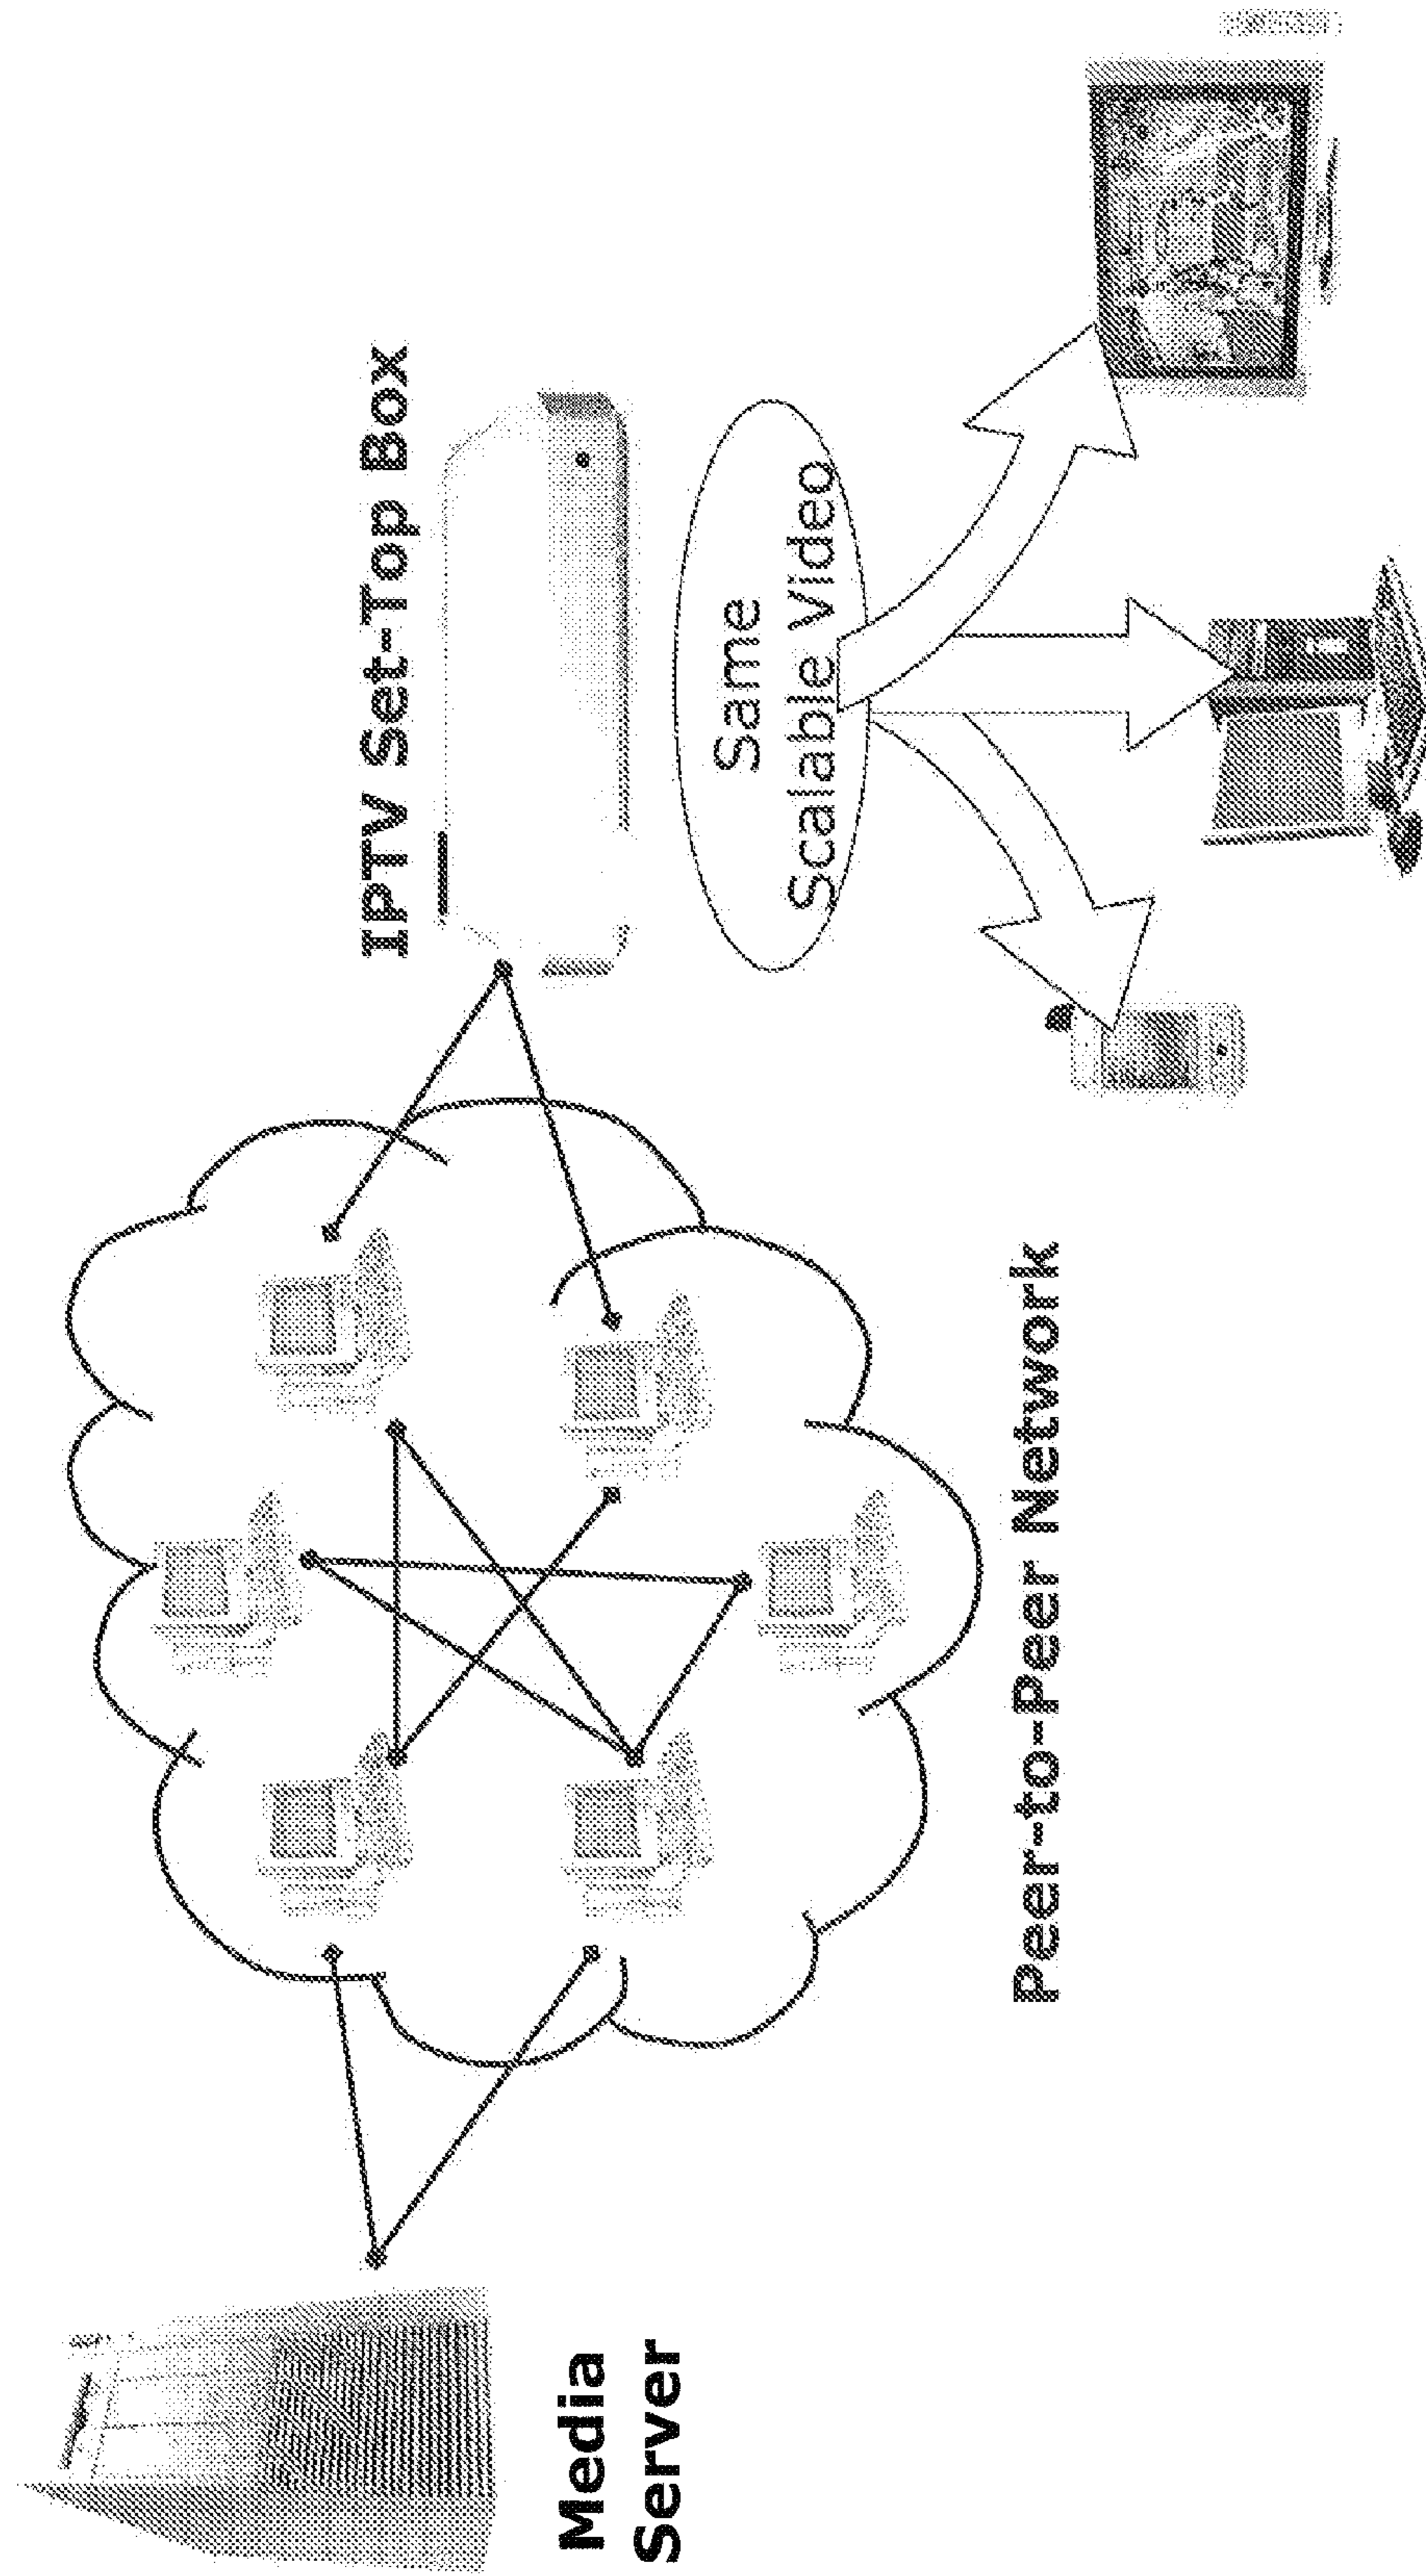 Media
Server
Peer-to-Peer Network
IPTV Set-Top Box
Same
Scalable Video